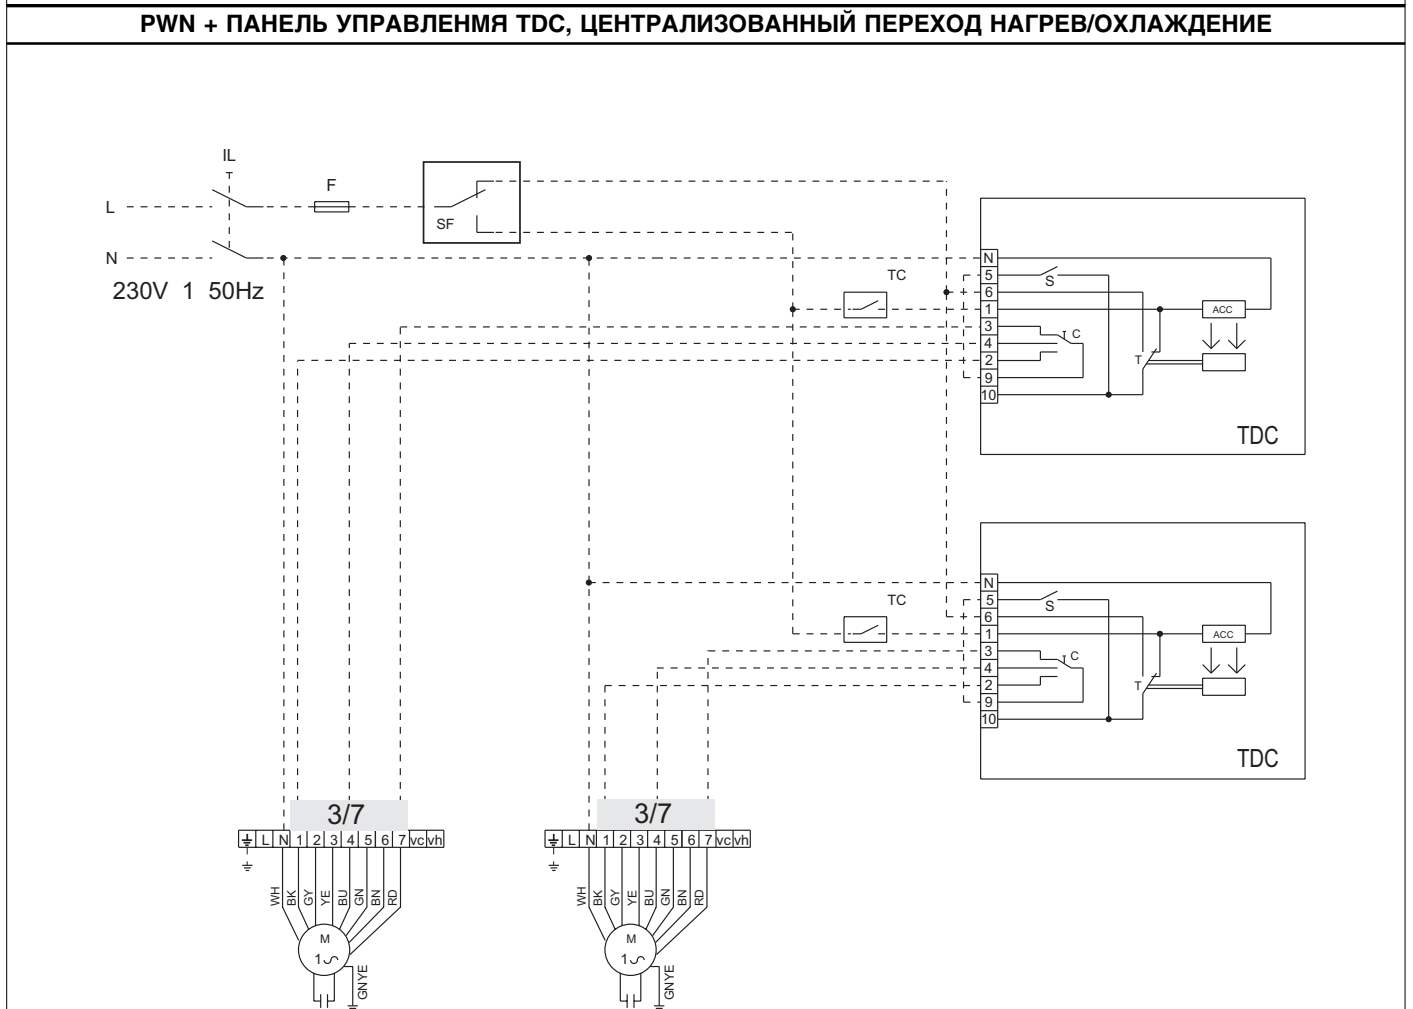 PWN + ПАНЕЛЬ УПРАВЛЕНМЯ TDC, ЦЕНТРАЛИЗОВАННЫЙ ПЕРЕХОД НАГРЕВ/ОХЛАЖДЕНИЕ
IL
F
L
SF
N
230V 1 50Hz
TC
N
5
S
6
1
ACC
3
C
4
2
T
9
10
TDC
TC
N
5
S
6
1
ACC
3
C
4
2
T
9
10
TDC
3/7
3/7
L N 1 2 3 4 5 6 7 vc vh
L N 1 2 3 4 5 6 7 vc vh
WH BK GY YE BU GN BN RD
WH BK GY YE BU GN BN RD
M
1
GNYE
M
1
GNYE